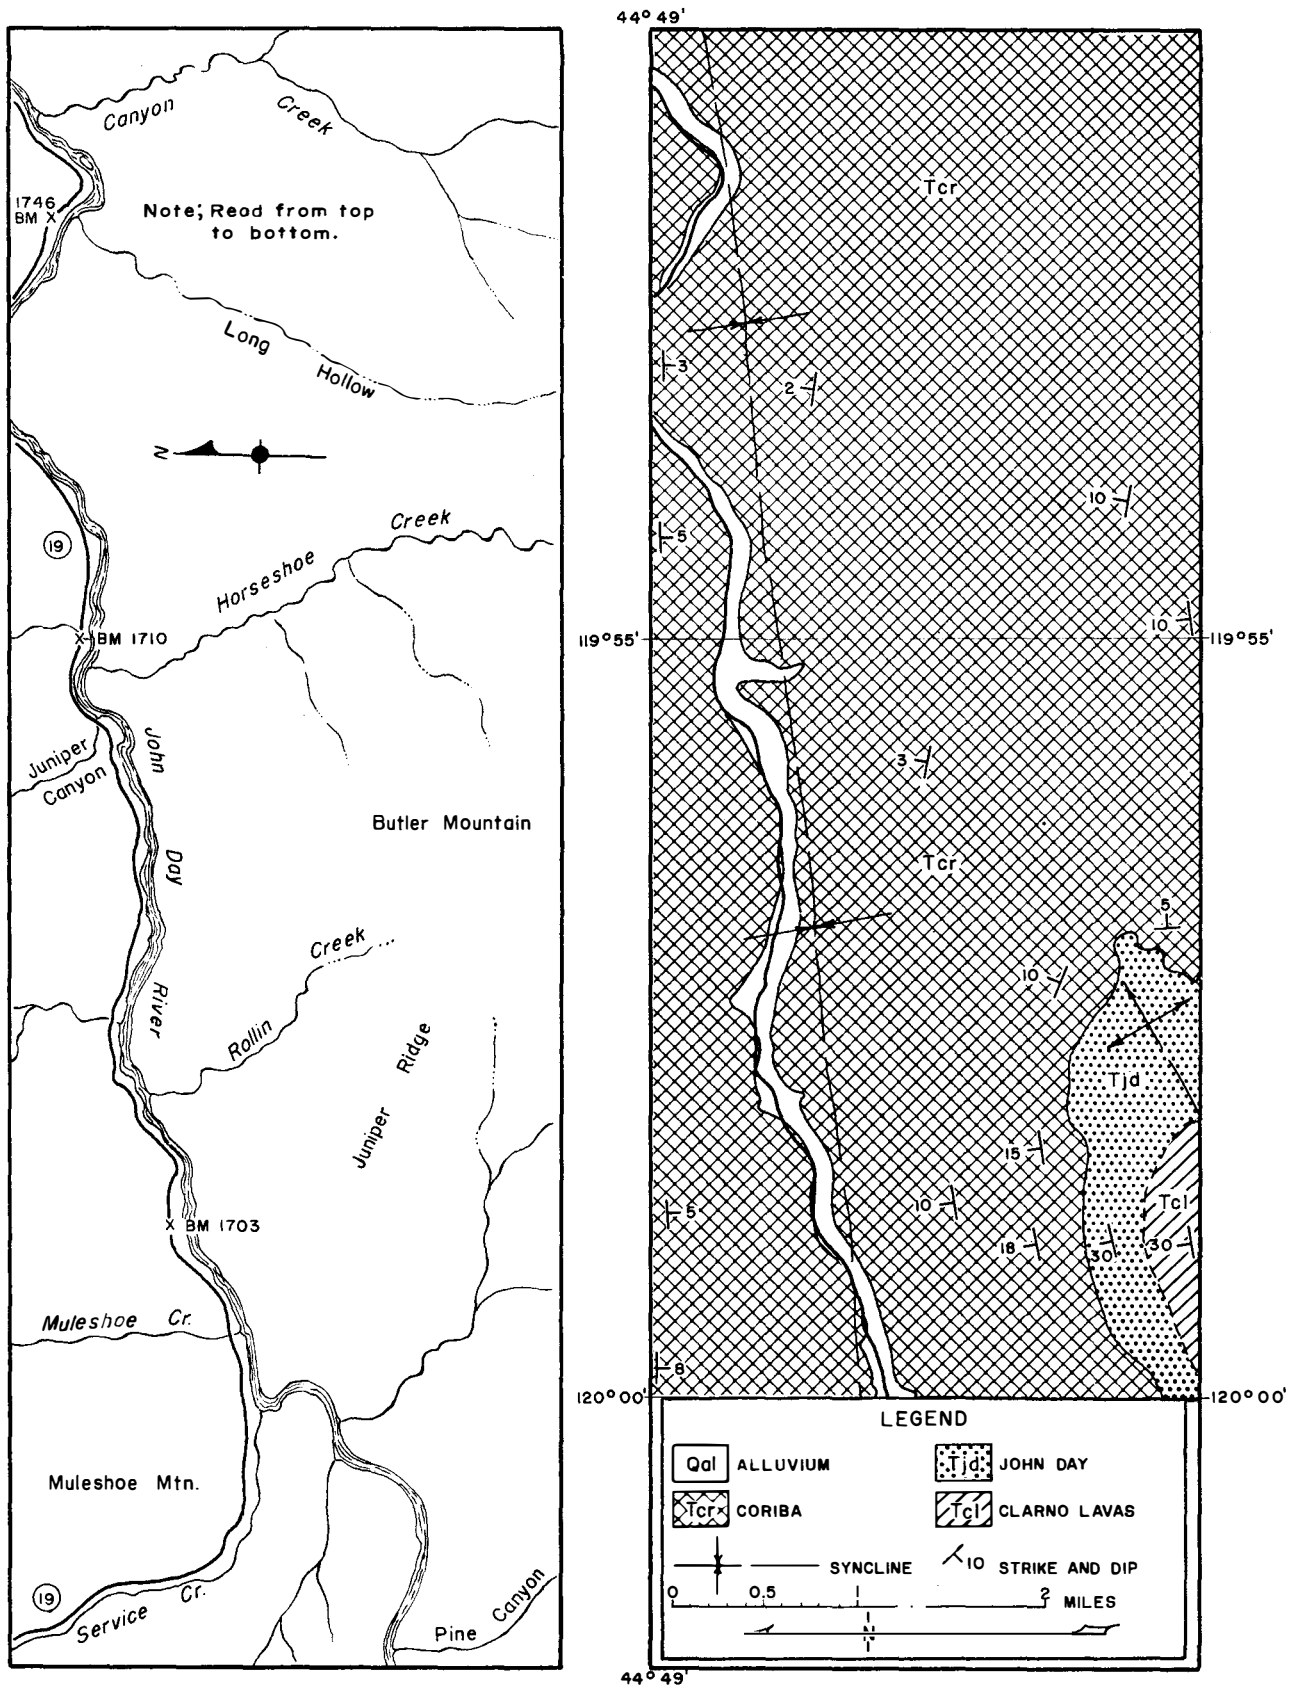 Canyon
Creek
1746
BM X
Note; Read from top
to bottom.
Long
Hollow
N
19
Creek
Horseshoe
X BM 1710
Juniper
Canyon
John
Day
River
Butler Mountain
Creek
Rollin
Juniper
Ridge
X BM 1703
Muleshoe Cr.
Muleshoe Mtn.
19
Service Cr.
Pine Canyon
44°49'
Tcr
3
2
10
5
10
119°55'
119°55'
3
Tcr
5
10
Tjd
15
10
5
Tcl
18
30
30
8
120°00'
120°00'
LEGEND
Qal ALLUVIUM
Tjd JOHN DAY
Tcr CORIBA
Tcl CLARNO LAVAS
SYNCLINE
10 STRIKE AND DIP
0 0.5 1 2 MILES
N
44°49'